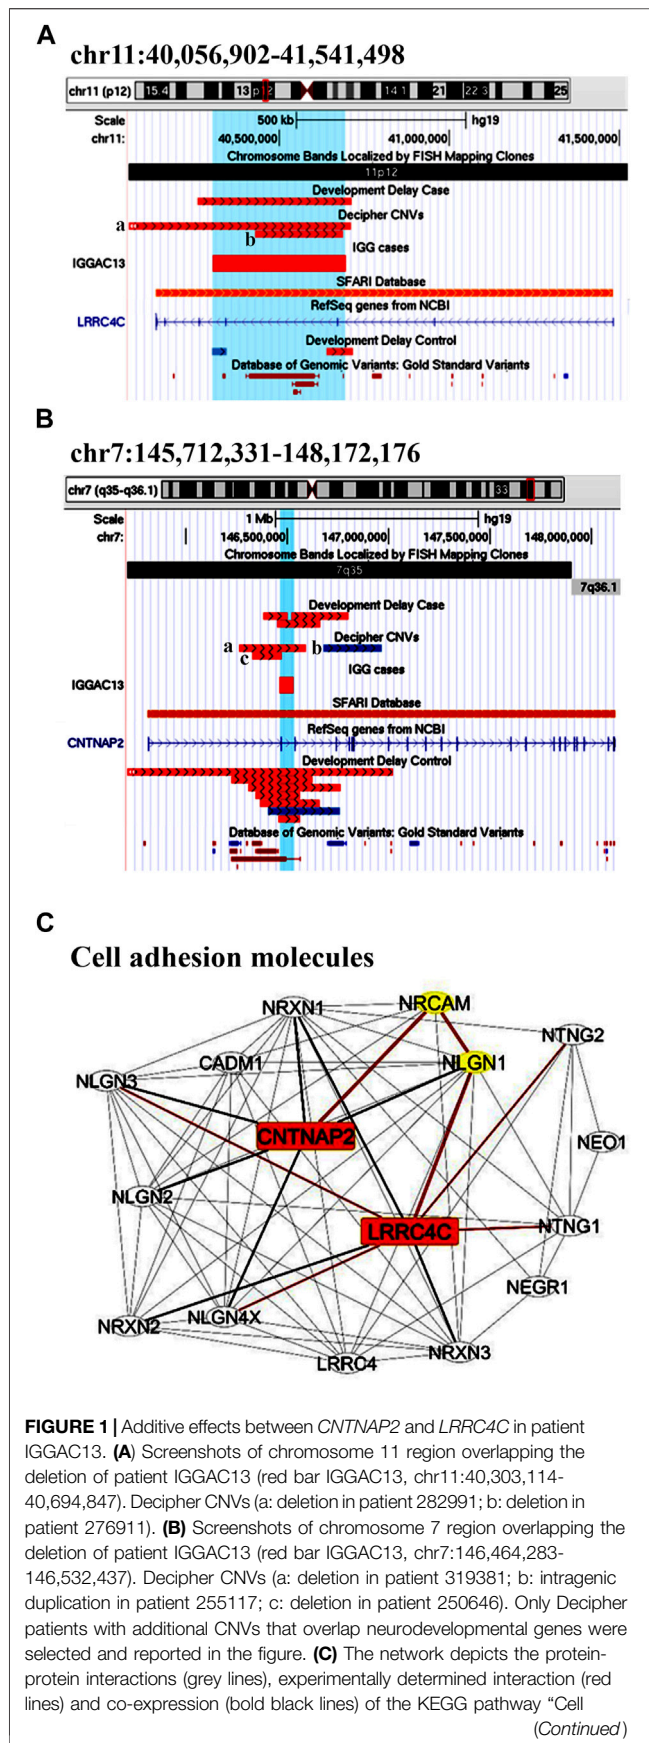 A
chr11:40,056,902-41,541,498
chr11 (p12) 15.4 13 p12 14.1 21 22.3 25
Scale 500 kb hg19
chr11: 40,500,000 41,000,000 41,500,000
Chromosome Bands Localized by FISH Mapping Clones
11p12
Development Delay Case
Decipher CNVs
a
b
IGG cases
IGGAC13
SFARI Database
RefSeq genes from NCBI
LRRC4C
Development Delay Control
Database of Genomic Variants: Gold Standard Variants
B
chr7:145,712,331-148,172,176
chr7 (q35-q36.1) 33
Scale 1 Mb hg19
chr7: 146,500,000 147,000,000 147,500,000 148,000,000
Chromosome Bands Localized by FISH Mapping Clones
7q35
7q36.1
Development Delay Case
Decipher CNVs
a b
c
IGG cases
IGGAC13
SFARI Database
RefSeq genes from NCBI
CNTNAP2
Development Delay Control
Database of Genomic Variants: Gold Standard Variants
C
Cell adhesion molecules
NRXN1 NRCAM
NTNG2
CADM1 NLGN1
NLGN3
CNTNAP2 NEO1
NLGN2
LRRC4C NTNG1
NEGR1
NRXN2 NLGN4X
LRRC4 NRXN3
FIGURE 1 | Additive effects between CNTNAP2 and LRRC4C in patient
IGGAC13. (A) Screenshots of chromosome 11 region overlapping the
deletion of patient IGGAC13 (red bar IGGAC13, chr11:40,303,114-
40,694,847). Decipher CNVs (a: deletion in patient 282991; b: deletion in
patient 276911). (B) Screenshots of chromosome 7 region overlapping the
deletion of patient IGGAC13 (red bar IGGAC13, chr7:146,464,283-
146,532,437). Decipher CNVs (a: deletion in patient 319381; b: intragenic
duplication in patient 255117; c: deletion in patient 250646). Only Decipher
patients with additional CNVs that overlap neurodevelopmental genes were
selected and reported in the figure. (C) The network depicts the protein-
protein interactions (grey lines), experimentally determined interaction (red
lines) and co-expression (bold black lines) of the KEGG pathway “Cell
(Continued)